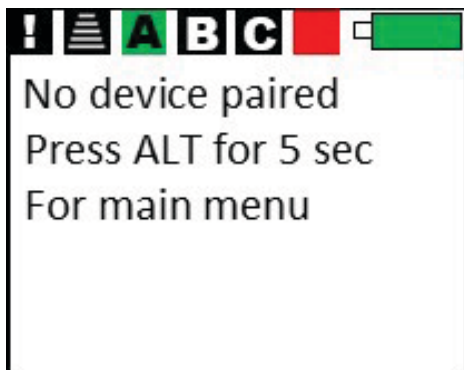 ! A B C
No device paired
Press ALT for 5 sec
For main menu